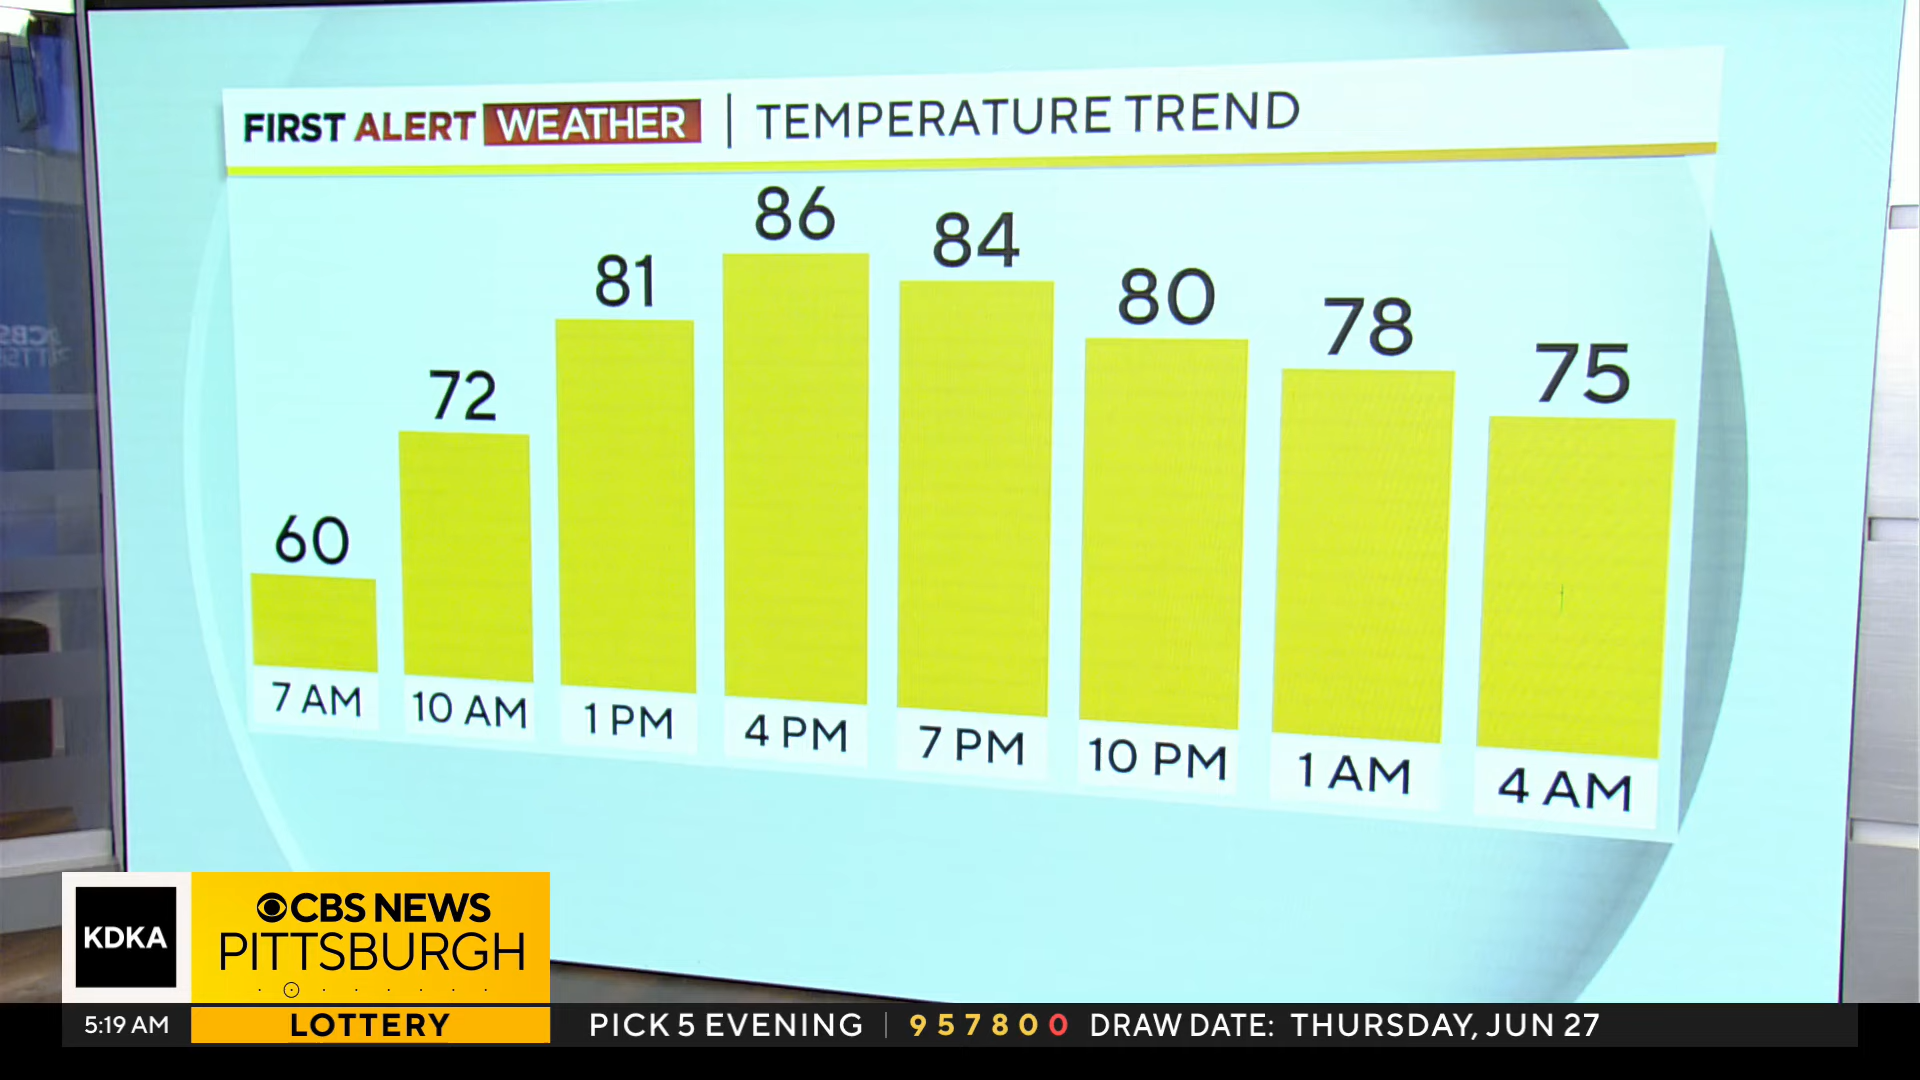 FIRST ALERT WEATHER | TEMPERATURE TREND
60 72 81 86 84 80 78 75
7 AM 10 AM 1 PM 4 PM 7 PM 10 PM 1 AM 4 AM
KDKA
CBS NEWS
PITTSBURGH
5:19 AM LOTTERY PICK 5 EVENING | 9 5 7 8 0 0 DRAW DATE: THURSDAY, JUN 27